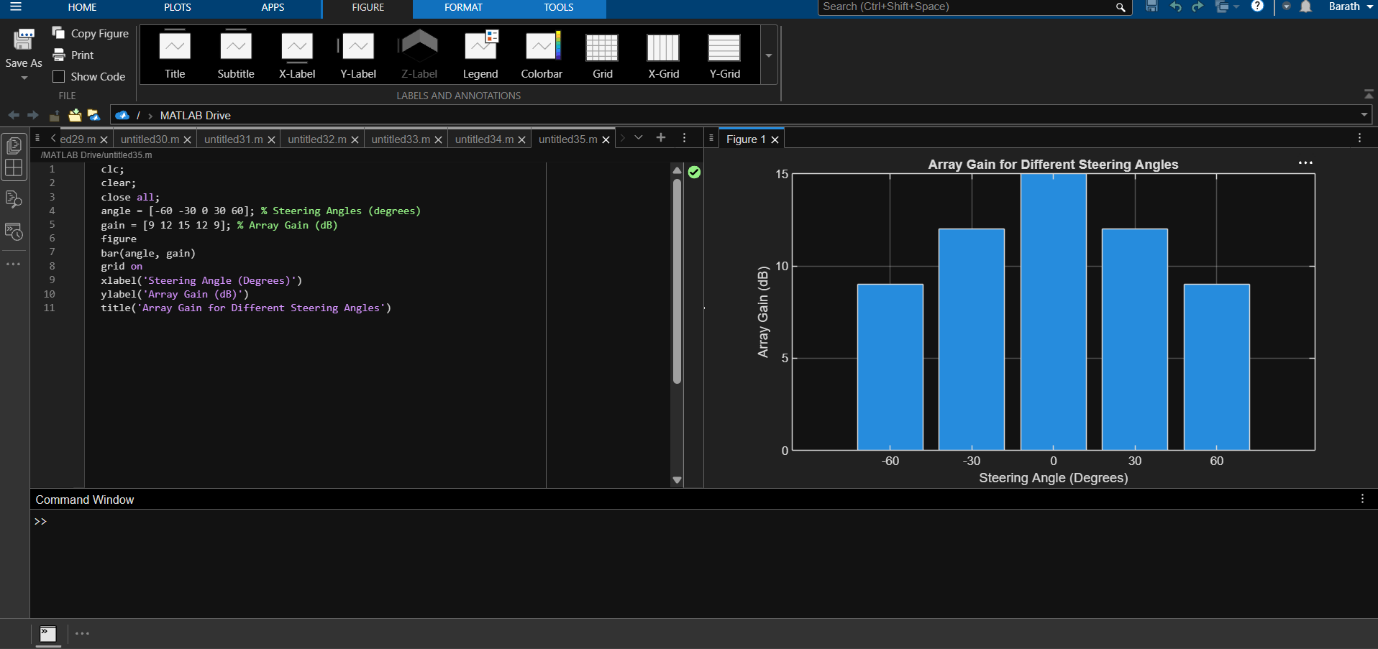 HOME PLOTS APPS FIGURE FORMAT TOOLS Search (Ctrl+Shift+Space) Barath
Save As
Copy Figure
Print
Show Code
FILE
Title Subtitle X-Label Y-Label Z-Label Legend Colorbar Grid X-Grid Y-Grid
LABELS AND ANNOTATIONS
/ > MATLAB Drive
ed29.m untitled30.m untitled31.m untitled32.m untitled33.m untitled34.m untitled35.m
/MATLAB Drive/untitled35.m
1 clc;
2 clear;
3 close all;
4 angle = [-60 -30 0 30 60]; % Steering Angles (degrees)
5 gain = [9 12 15 12 9]; % Array Gain (dB)
6 figure
7 bar(angle, gain)
8 grid on
9 xlabel('Steering Angle (Degrees)')
10 ylabel('Array Gain (dB)')
11 title('Array Gain for Different Steering Angles')
Figure 1
Array Gain for Different Steering Angles
15
10
5
0
Array Gain (dB)
-60 -30 0 30 60
Steering Angle (Degrees)
Command Window
>>